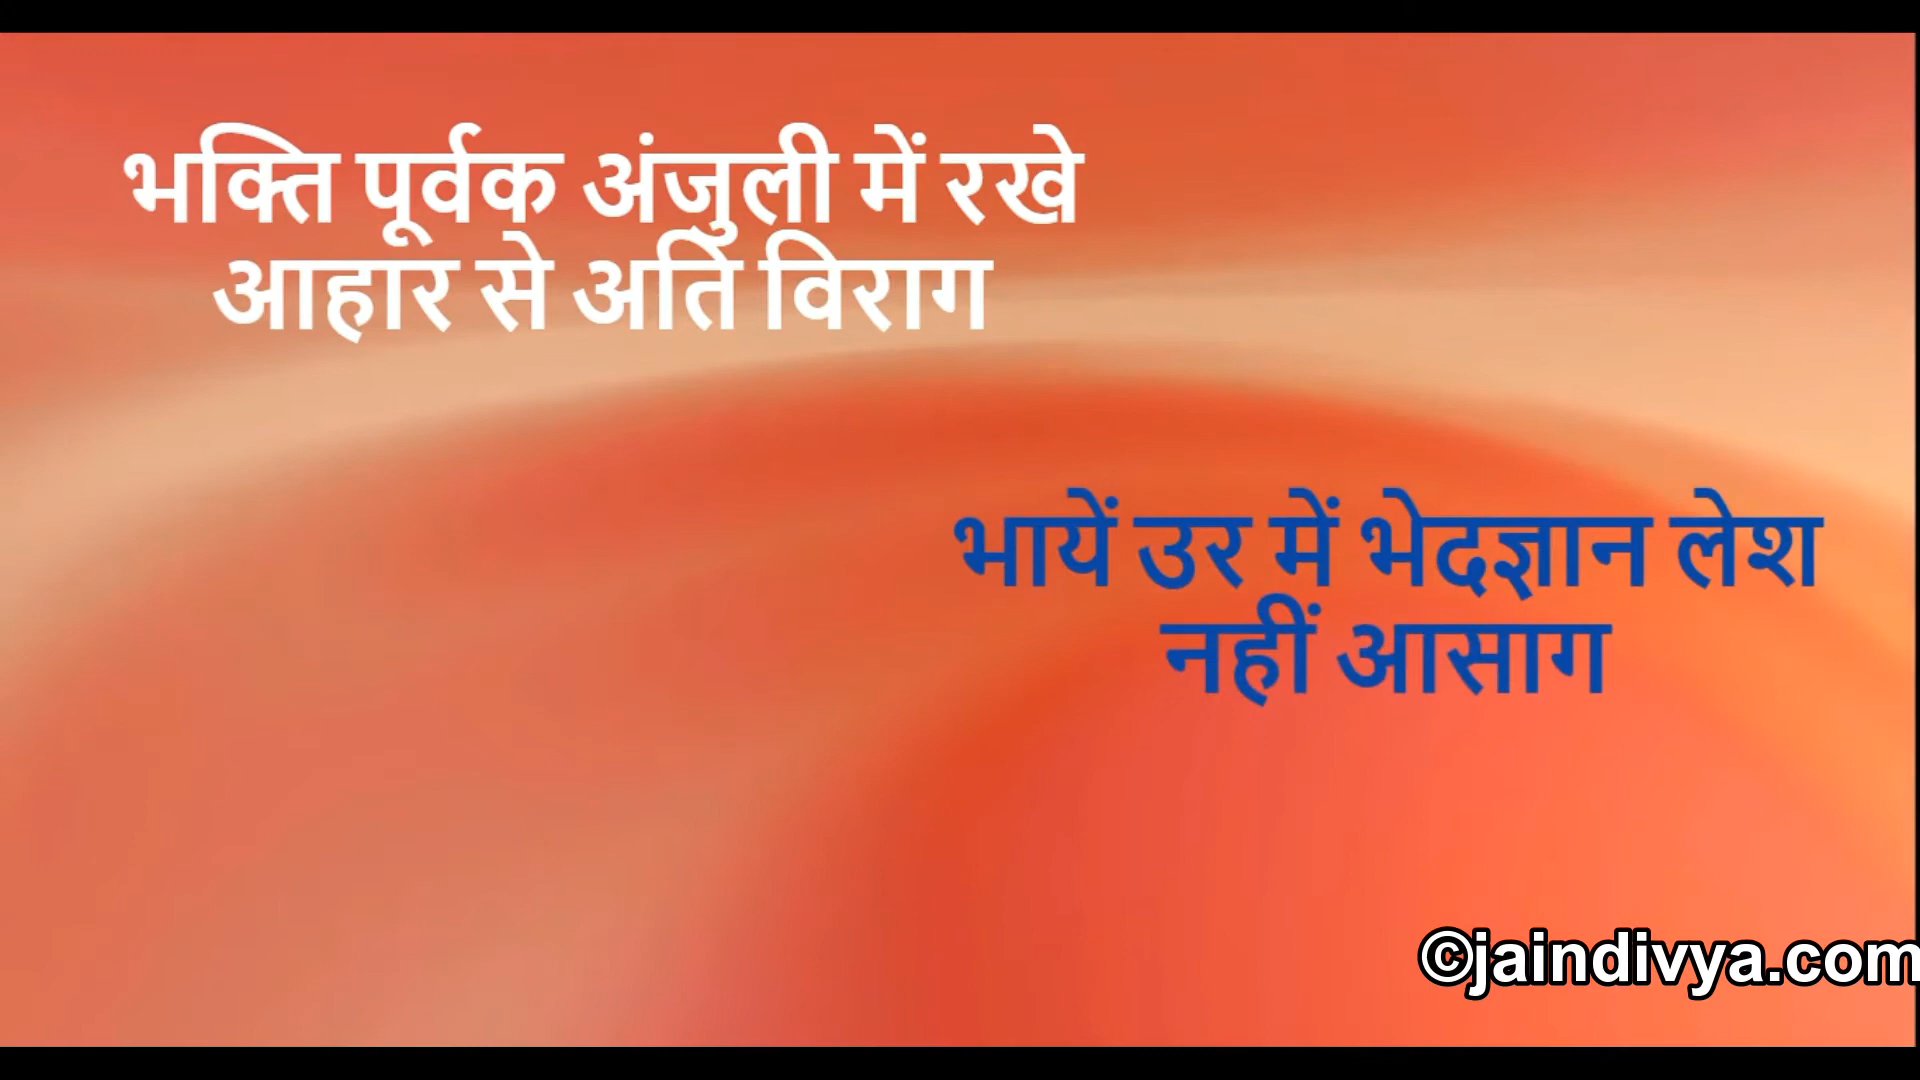 भक्ति पूर्वक अंजुली में रखे
आहार से अति विराग
भायें उर में भेदज्ञान लेश
नहीं आसाग
©jaindivya.com